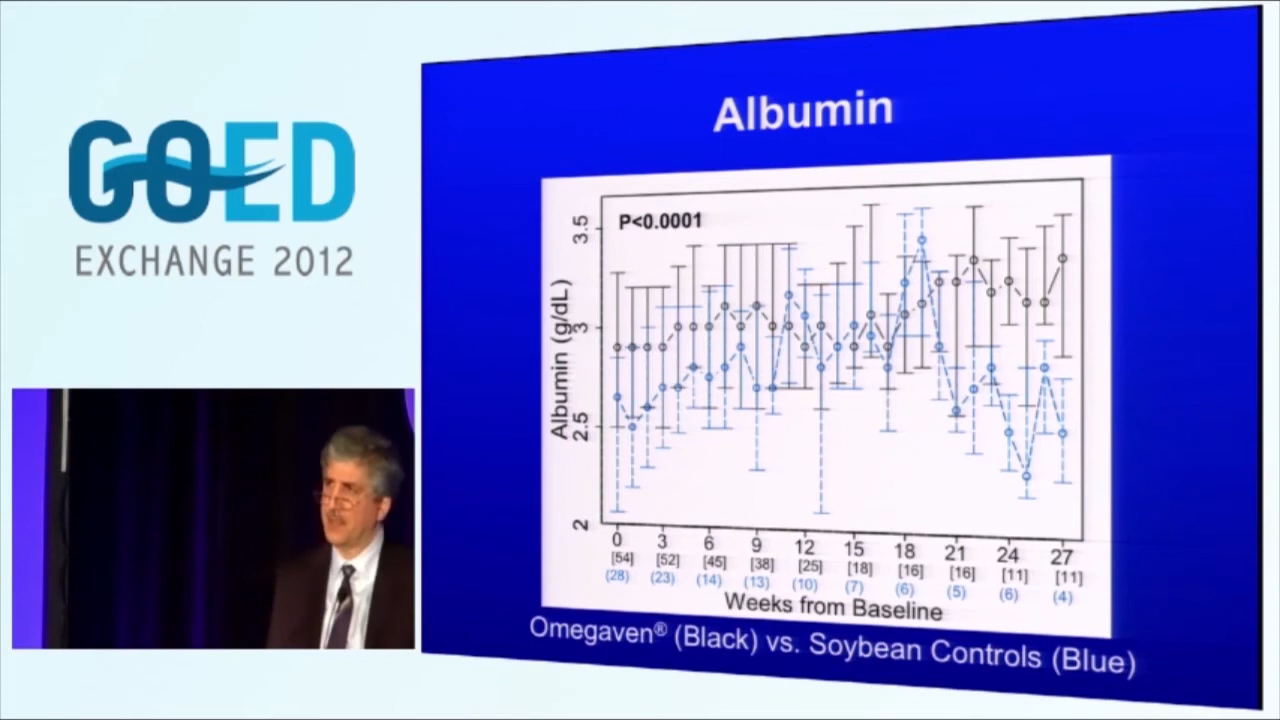 GOED
EXCHANGE 2012
Albumin
P<0.0001
Albumin (g/dL)
3.5
3
2.5
2
0 3 6 9 12 15 18 21 24 27
[54] [52] [45] [38] [25] [18] [16] [16] [11] [11]
(28) (23) (14) (13) (10) (7) (6) (5) (6) (4)
Weeks from Baseline
Omegaven® (Black) vs. Soybean Controls (Blue)